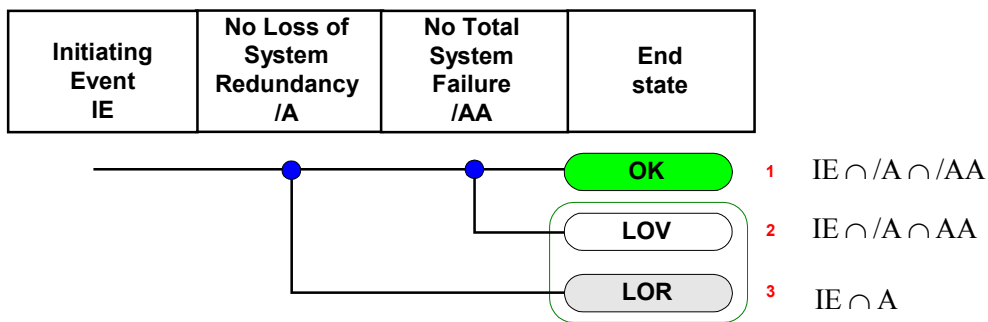 Initiating
Event
IE
No Loss of
System
Redundancy
/A
No Total
System
Failure
/AA
End
state
OK 1 IE ∩ /A ∩ /AA
LOV 2 IE ∩ /A ∩ AA
LOR 3 IE ∩ A